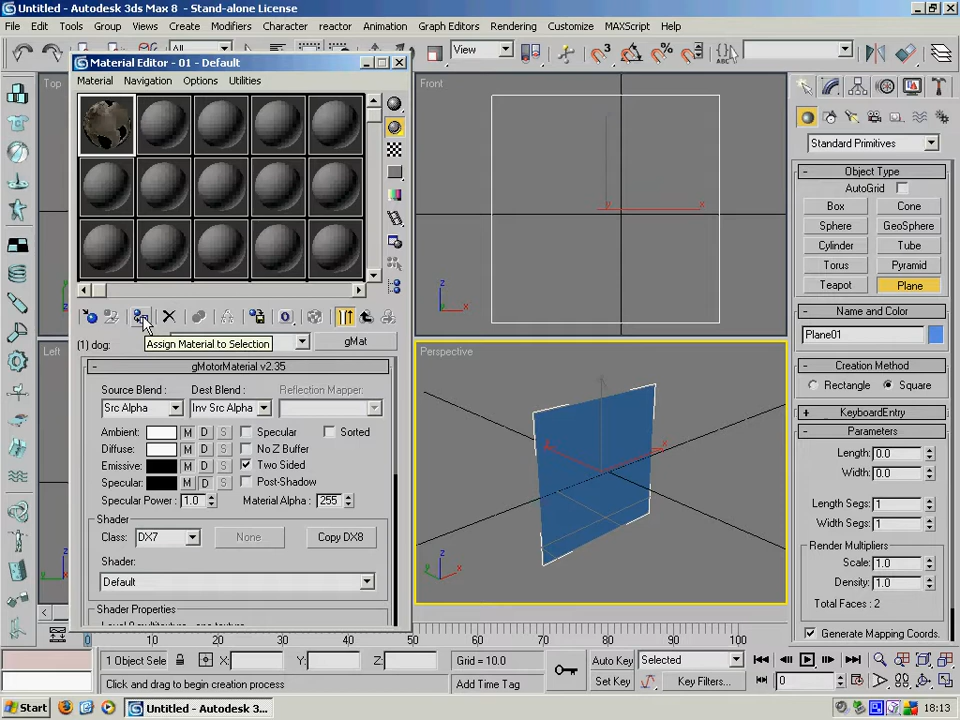 Untitled - Autodesk 3ds Max 8 - Stand-alone License
File Edit Tools Group Views Create Modifiers Character reactor Animation Graph Editors Rendering Customize MAXScript Help
All
View
Material Editor - 01 - Default
Material Navigation Options Utilities
(1) dog:
gMat
Assign Material to Selection
gMotorMaterial v2.35
Source Blend: Dest Blend: Reflection Mapper:
Src Alpha Inv Src Alpha
Ambient: M D S Specular Sorted
Diffuse: M D S No Z Buffer
Emissive: M D S Two Sided
Specular: M D S Post-Shadow
Specular Power: 1.0 Material Alpha: 255
Shader
Class: DX7 None Copy DX8
Shader:
Default
Shader Properties
Top
Left
Front
z
x
y
x
Perspective
z
x
y
z
x
Standard Primitives
Object Type
AutoGrid
Box Cone
Sphere GeoSphere
Cylinder Tube
Torus Pyramid
Teapot Plane
Name and Color
Plane01
Creation Method
Rectangle Square
KeyboardEntry
Parameters
Length: 0.0
Width: 0.0
Length Segs: 1
Width Segs: 1
Render Multipliers
Scale: 1.0
Density: 1.0
Total Faces : 2
Generate Mapping Coords.
0 10 20 30 40 50 60 70 80 90 100
1 Object Sele X: Y: Z: Grid = 10.0 Auto Key Selected
Click and drag to begin creation process Add Time Tag Set Key Key Filters... 0
Start Untitled - Autodesk 3... 18:13